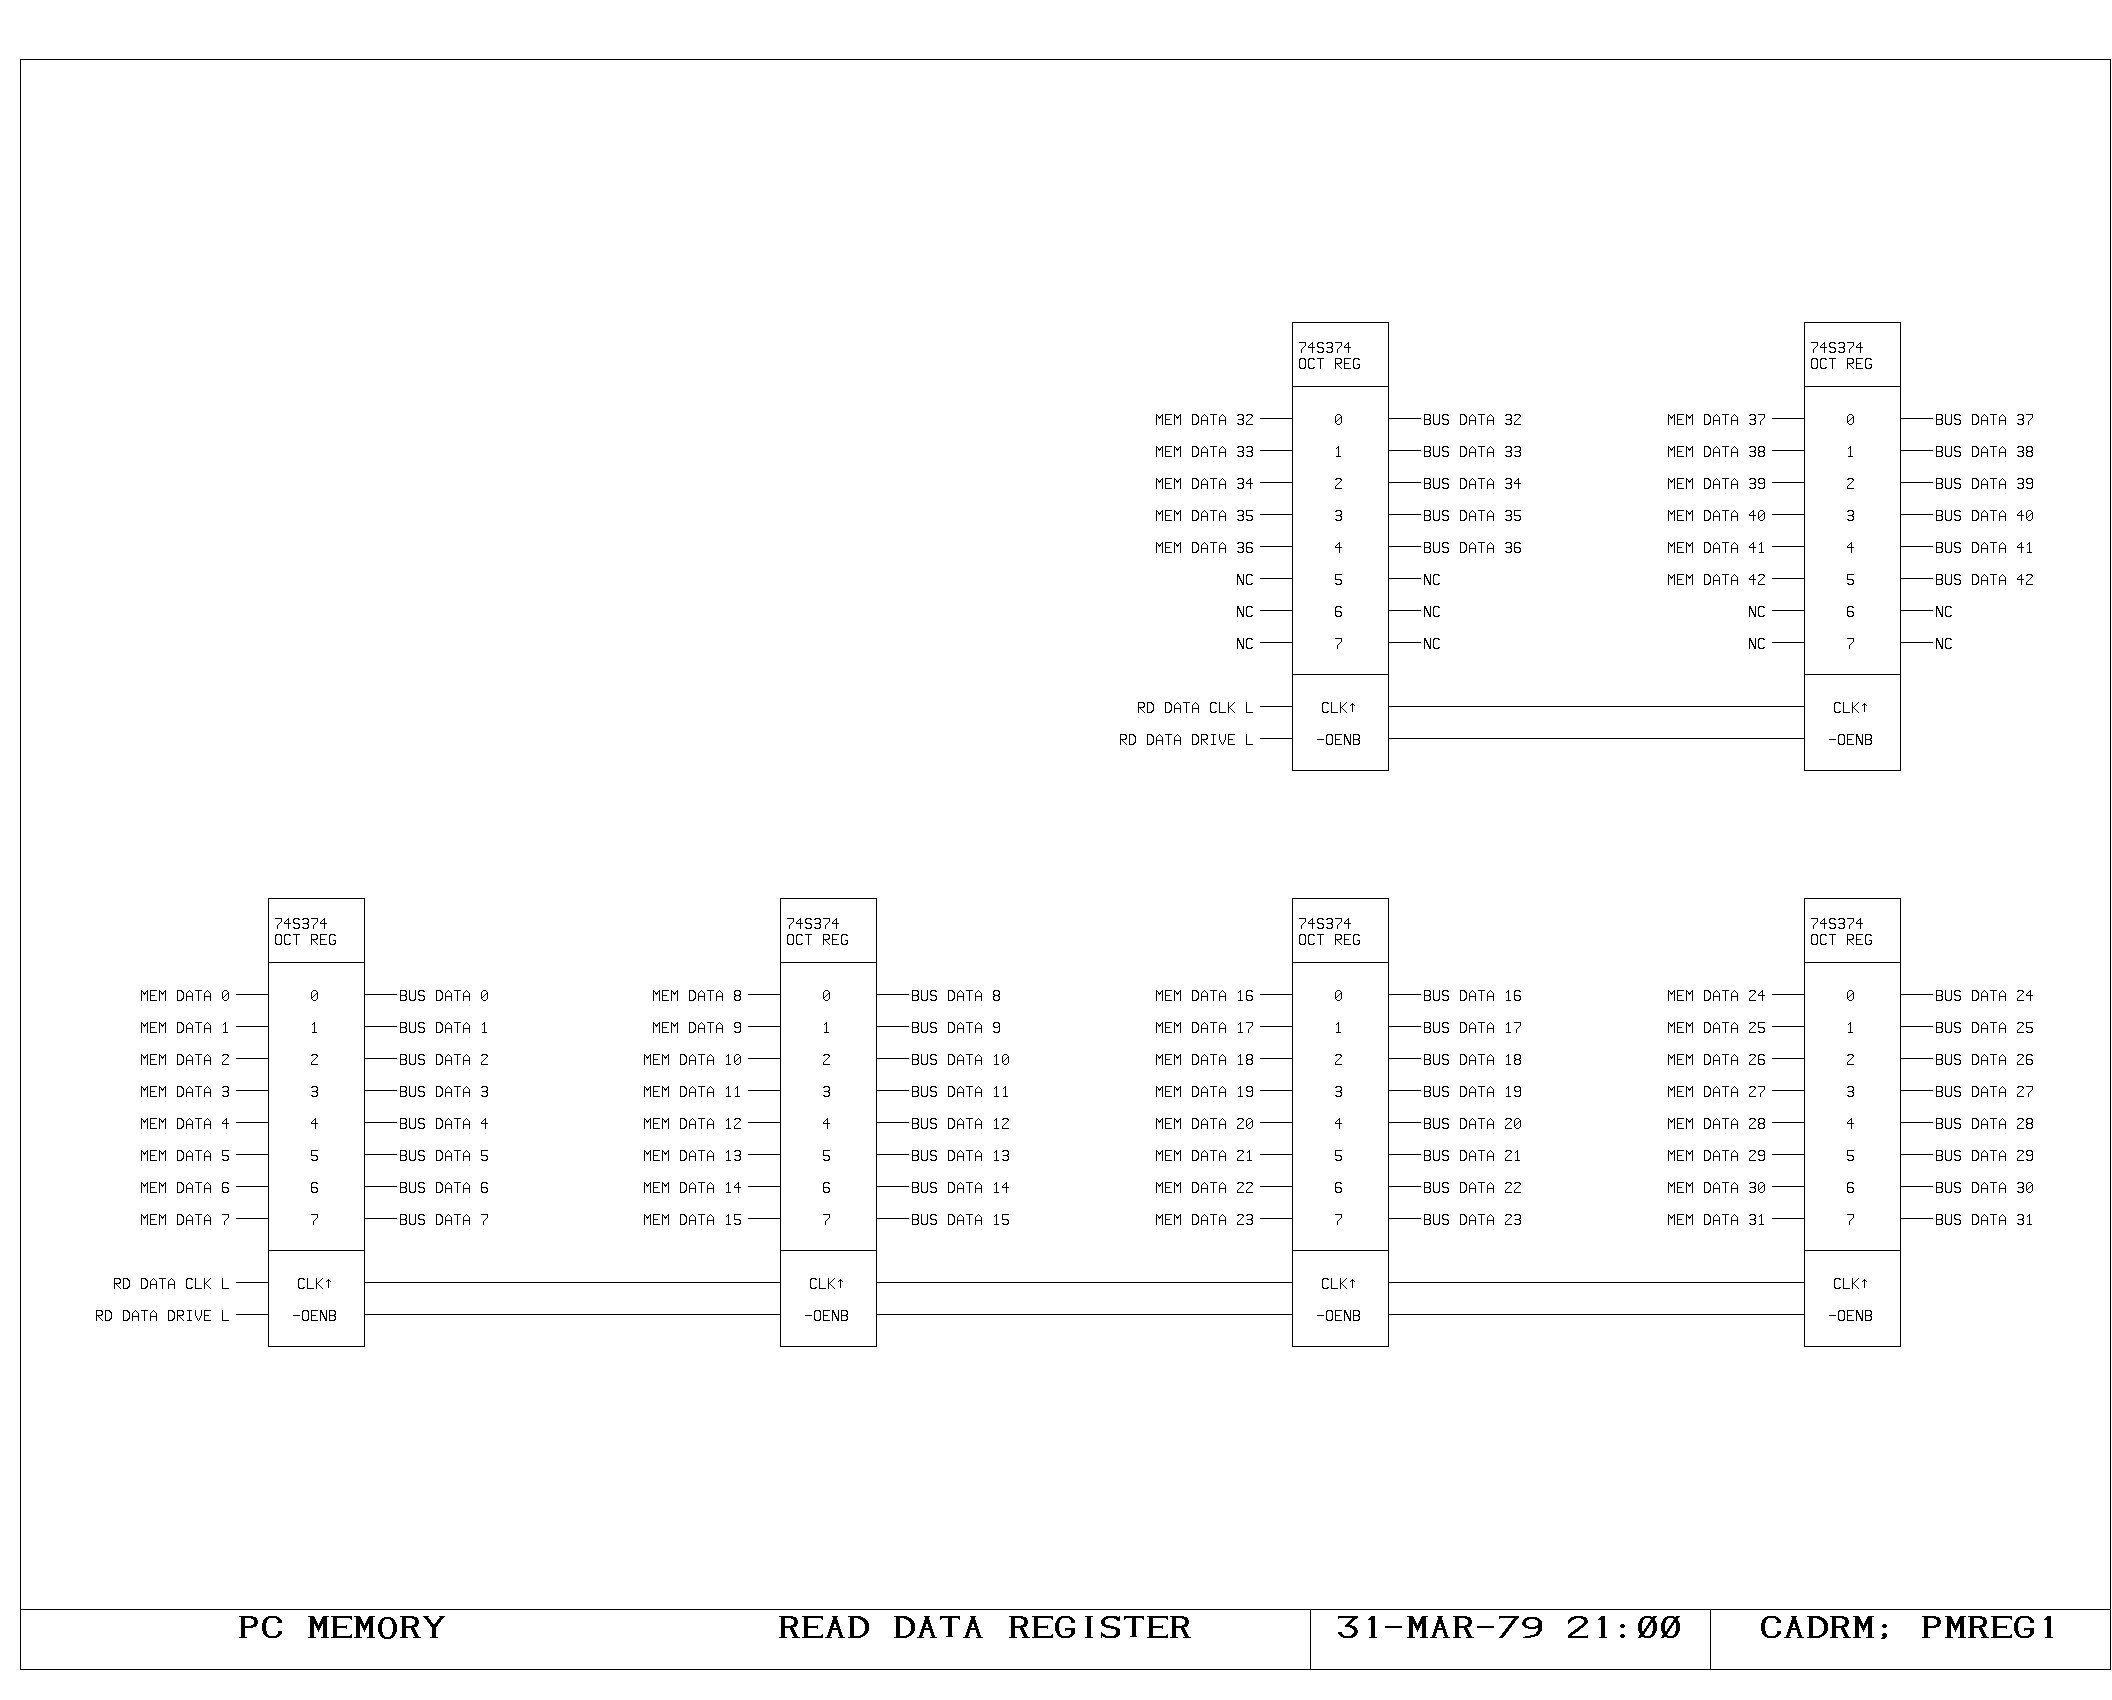 74S374 74S374
OCT REG OCT REG
MEM DATA 32 0 BUS DATA 32 MEM DATA 37 0 BUS DATA 37
MEM DATA 33 1 BUS DATA 33 MEM DATA 38 1 BUS DATA 38
MEM DATA 34 2 BUS DATA 34 MEM DATA 39 2 BUS DATA 39
MEM DATA 35 3 BUS DATA 35 MEM DATA 40 3 BUS DATA 40
MEM DATA 36 4 BUS DATA 36 MEM DATA 41 4 BUS DATA 41
NC 5 NC MEM DATA 42 5 BUS DATA 42
NC 6 NC NC 6 NC
NC 7 NC NC 7 NC
RD DATA CLK L CLK↑ CLK↑
RD DATA DRIVE L -OENB -OENB
74S374 74S374 74S374 74S374
OCT REG OCT REG OCT REG OCT REG
MEM DATA 0 0 BUS DATA 0 MEM DATA 8 0 BUS DATA 8 MEM DATA 16 0 BUS DATA 16 MEM DATA 24 0 BUS DATA 24
MEM DATA 1 1 BUS DATA 1 MEM DATA 9 1 BUS DATA 9 MEM DATA 17 1 BUS DATA 17 MEM DATA 25 1 BUS DATA 25
MEM DATA 2 2 BUS DATA 2 MEM DATA 10 2 BUS DATA 10 MEM DATA 18 2 BUS DATA 18 MEM DATA 26 2 BUS DATA 26
MEM DATA 3 3 BUS DATA 3 MEM DATA 11 3 BUS DATA 11 MEM DATA 19 3 BUS DATA 19 MEM DATA 27 3 BUS DATA 27
MEM DATA 4 4 BUS DATA 4 MEM DATA 12 4 BUS DATA 12 MEM DATA 20 4 BUS DATA 20 MEM DATA 28 4 BUS DATA 28
MEM DATA 5 5 BUS DATA 5 MEM DATA 13 5 BUS DATA 13 MEM DATA 21 5 BUS DATA 21 MEM DATA 29 5 BUS DATA 29
MEM DATA 6 6 BUS DATA 6 MEM DATA 14 6 BUS DATA 14 MEM DATA 22 6 BUS DATA 22 MEM DATA 30 6 BUS DATA 30
MEM DATA 7 7 BUS DATA 7 MEM DATA 15 7 BUS DATA 15 MEM DATA 23 7 BUS DATA 23 MEM DATA 31 7 BUS DATA 31
RD DATA CLK L CLK↑ CLK↑ CLK↑ CLK↑
RD DATA DRIVE L -OENB -OENB -OENB -OENB
PC MEMORY READ DATA REGISTER 31-MAR-79 21:00 CADRM; PMREG1